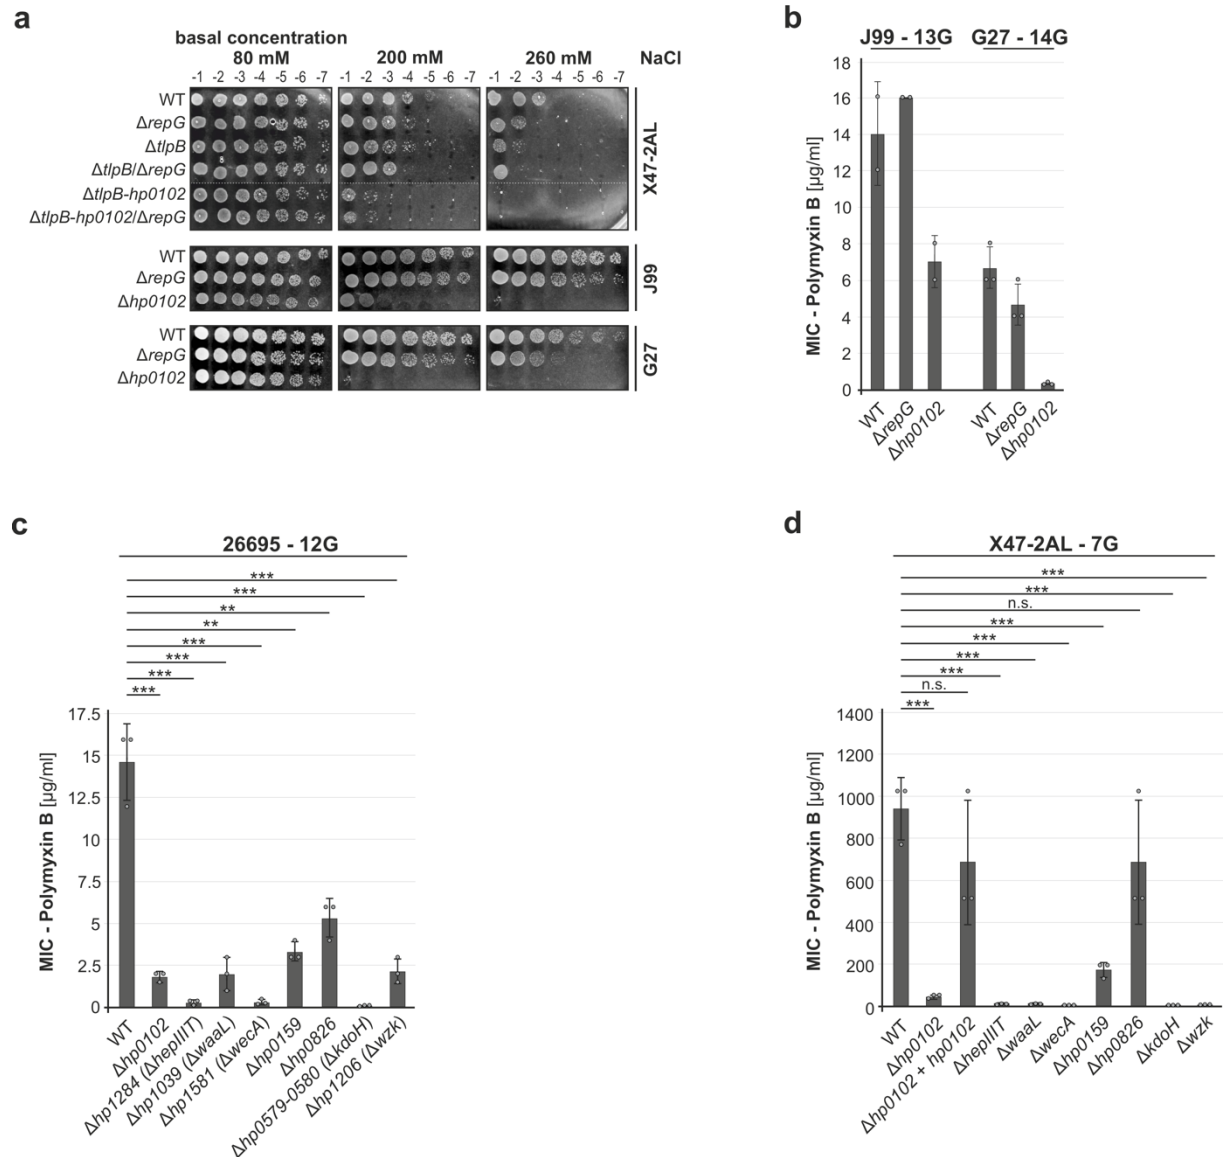 a
basal concentration
80 mM 200 mM 260 mM NaCl
-1 -2 -3 -4 -5 -6 -7 -1 -2 -3 -4 -5 -6 -7 -1 -2 -3 -4 -5 -6 -7
WT
ΔrepG
ΔtlpB
ΔtlpB/ΔrepG
ΔtlpB-hp0102
ΔtlpB-hp0102/ΔrepG
X47-2AL
WT
ΔrepG
Δhp0102
J99
WT
ΔrepG
Δhp0102
G27
b
J99 - 13G G27 - 14G
MIC - Polymyxin B [µg/ml]
18
16
14
12
10
8
6
4
2
0
WT
ΔrepG
Δhp0102
WT
ΔrepG
Δhp0102
c
26695 - 12G
***
***
**
**
***
***
***
***
MIC - Polymyxin B [µg/ml]
17.5
15
12.5
10
7.5
5
2.5
0
WT
Δhp0102
Δhp1284 (ΔhepIIIT)
Δhp1039 (ΔwaaL)
Δhp1581 (ΔwecA)
Δhp0159
Δhp0826
Δhp0579-0580 (ΔkdoH)
Δhp1206 (Δwzk)
d
X47-2AL - 7G
***
***
n.s.
***
***
***
***
n.s.
***
MIC - Polymyxin B [µg/ml]
1400
1200
1000
800
600
400
200
0
WT
Δhp0102
Δhp0102 + hp0102
ΔhepIIIT
ΔwaaL
ΔwecA
Δhp0159
Δhp0826
ΔkdoH
Δwzk